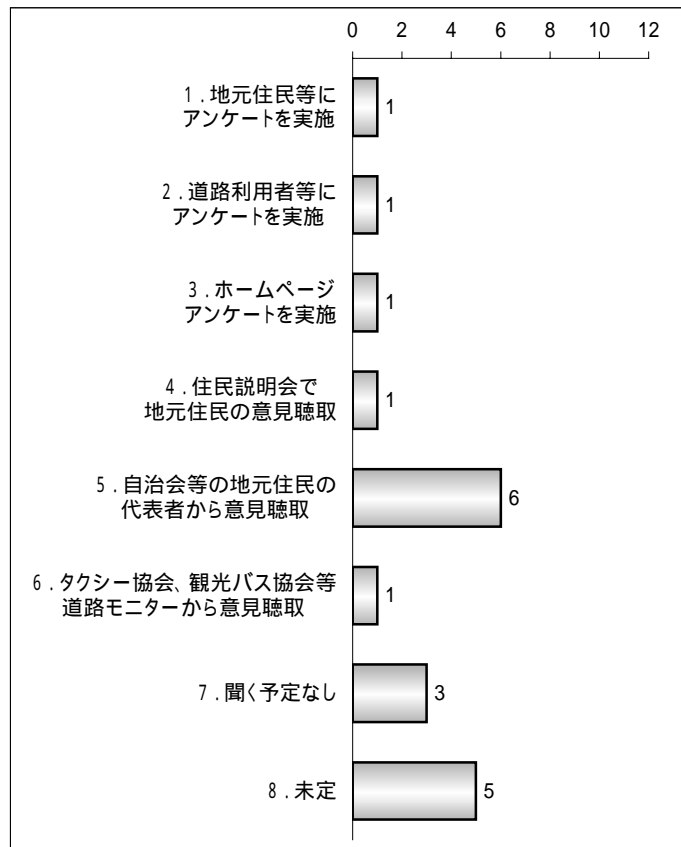 0 2 4 6 8 10 12
1．地元住民等に
アンケートを実施
1
2．道路利用者等に
アンケートを実施
1
3．ホームページ
アンケートを実施
1
4．住民説明会で
地元住民の意見聴取
1
5．自治会等の地元住民の
代表者から意見聴取
6
6．タクシー協会、観光バス協会等
道路モニターから意見聴取
1
7．聞く予定なし
3
8．未定
5